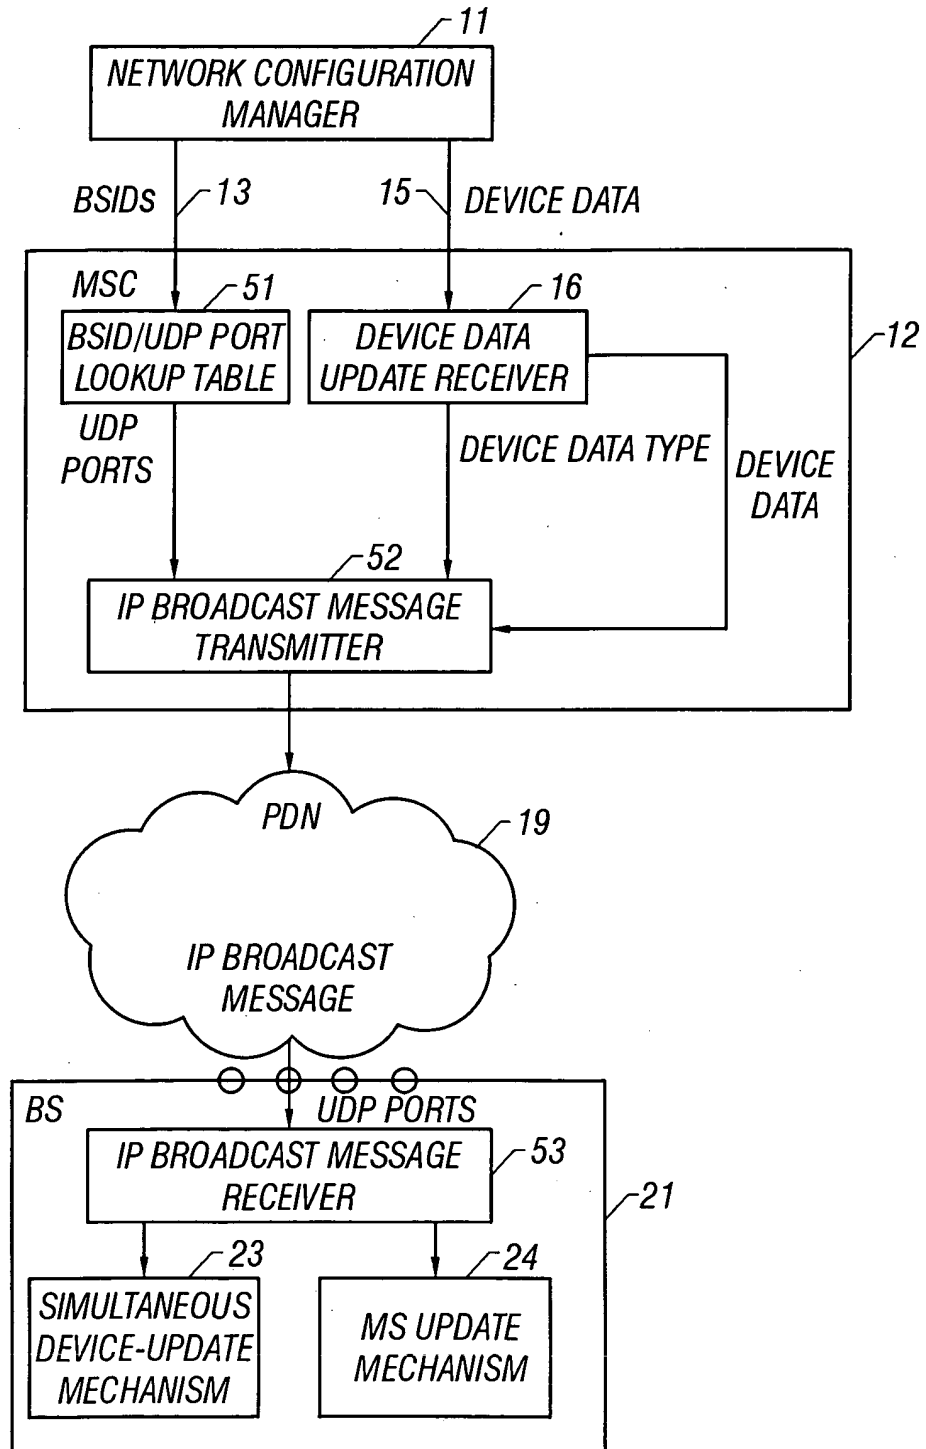 11
NETWORK CONFIGURATION
MANAGER
BSIDs
13
15
DEVICE DATA
MSC
51
16
BSID/UDP PORT
LOOKUP TABLE
DEVICE DATA
UPDATE RECEIVER
12
UDP
PORTS
DEVICE DATA TYPE
DEVICE
DATA
52
IP BROADCAST MESSAGE
TRANSMITTER
PDN
19
IP BROADCAST
MESSAGE
BS
UDP PORTS
IP BROADCAST MESSAGE
RECEIVER
53
21
23
24
SIMULTANEOUS
DEVICE-UPDATE
MECHANISM
MS UPDATE
MECHANISM